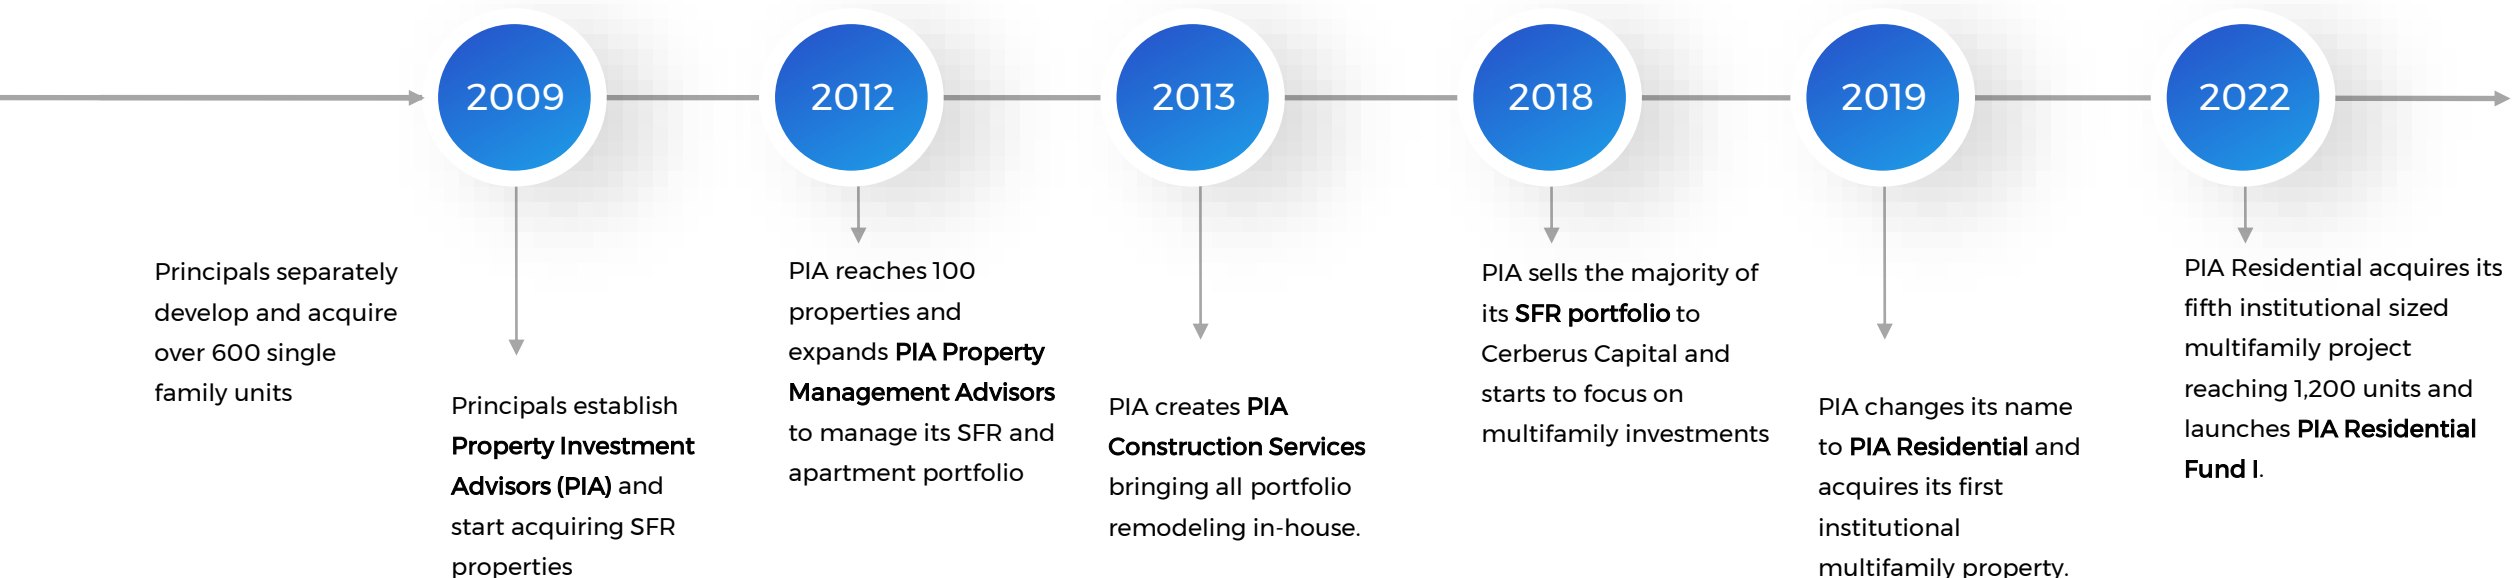 2009
2012
2013
2018
2019
2022
Principals separately
develop and acquire
over 600 single
family units
Principals establish
Property Investment
Advisors (PIA) and
start acquiring SFR
properties
PIA reaches 100
properties and
expands PIA Property
Management Advisors
to manage its SFR and
apartment portfolio
PIA creates PIA
Construction Services
bringing all portfolio
remodeling in-house.
PIA sells the majority of
its SFR portfolio to
Cerberus Capital and
starts to focus on
multifamily investments
PIA changes its name
to PIA Residential and
acquires its first
institutional
multifamily property.
PIA Residential acquires its
fifth institutional sized
multifamily project
reaching 1,200 units and
launches PIA Residential
Fund I.